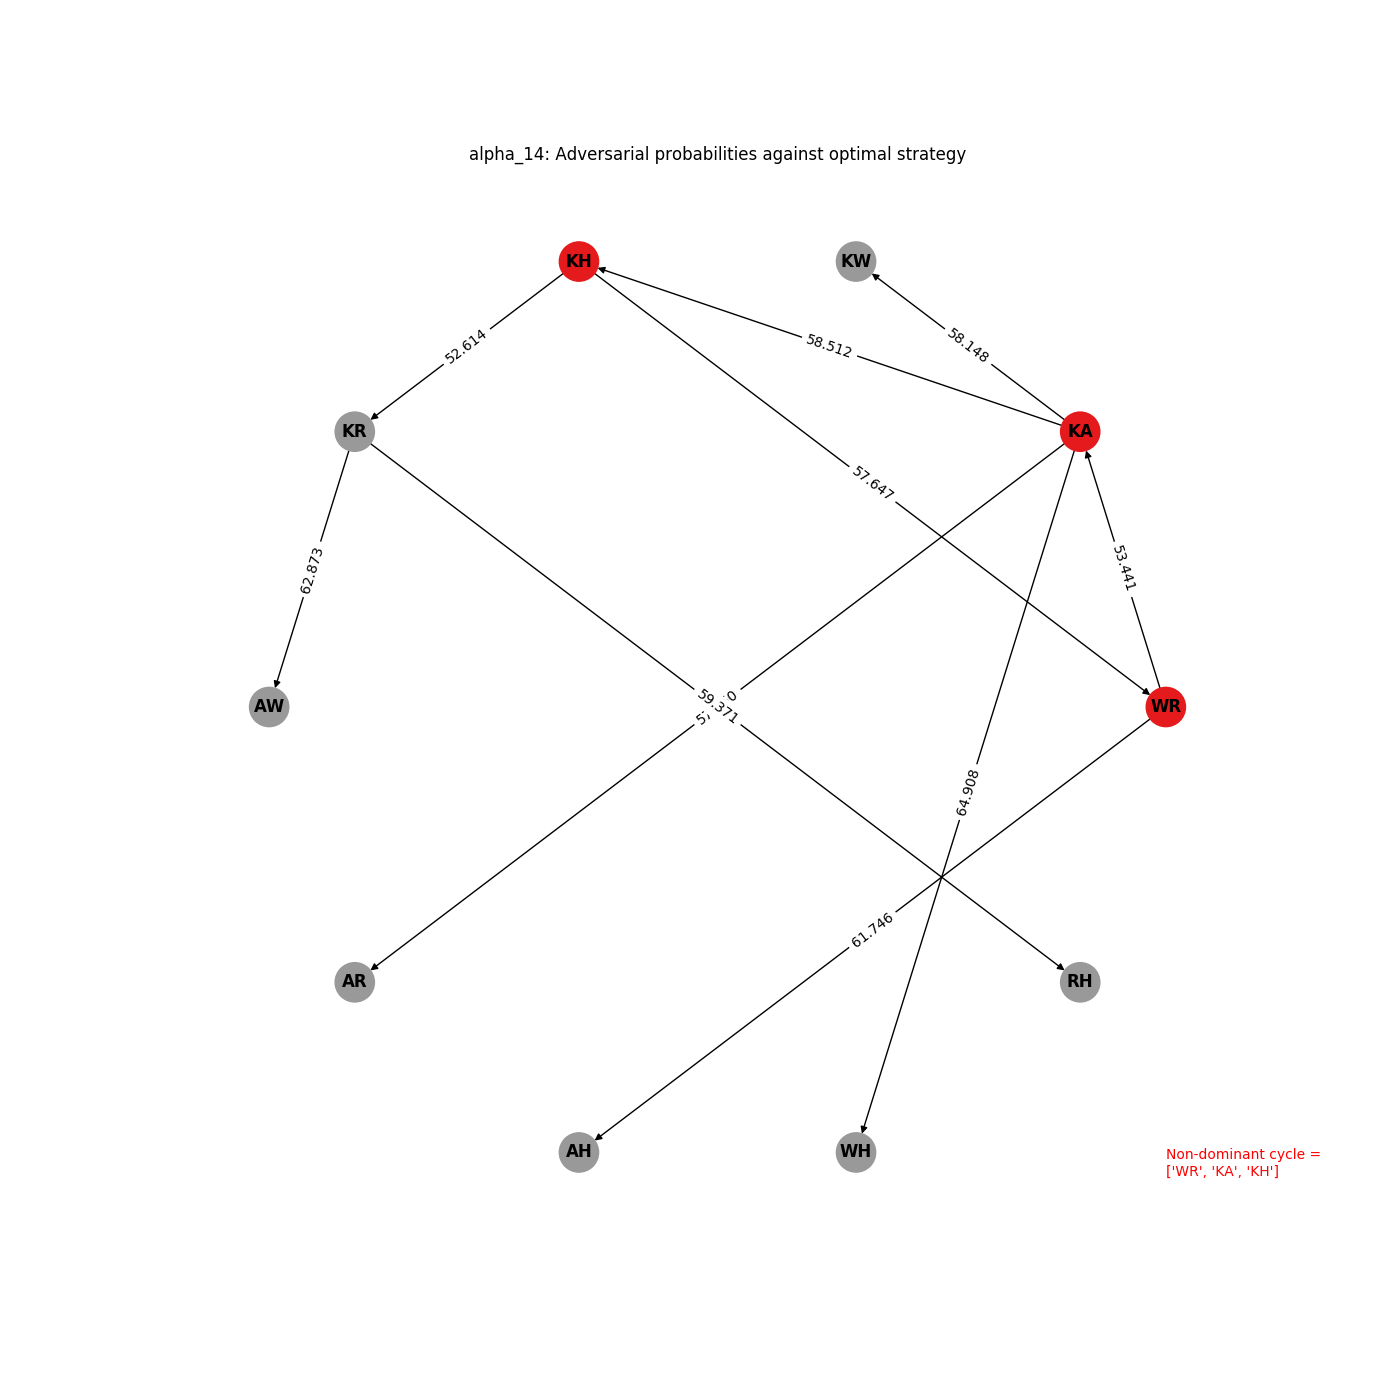 alpha_14: Adversarial probabilities against optimal strategy
KH
KW
52.614
58.512
58.148
KR
KA
57.647
62.873
53.441
AW
59.371
WR
64.908
61.746
AR
RH
AH
WH
Non-dominant cycle =
['WR', 'KA', 'KH']